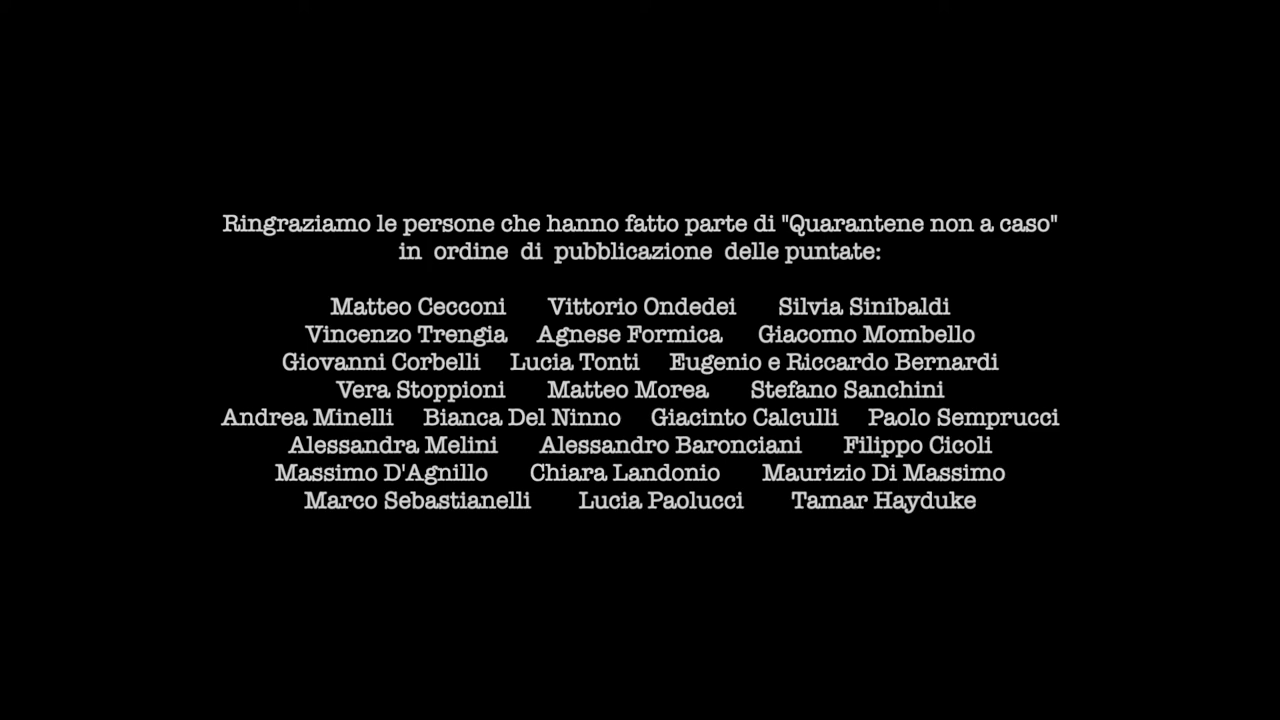 Ringraziamo le persone che hanno fatto parte di "Quarantene non a caso"
in ordine di pubblicazione delle puntate:
Matteo Cecconi Vittorio Ondedei Silvia Sinibaldi
Vincenzo Trengia Agnese Formica Giacomo Mombello
Giovanni Corbelli Lucia Tonti Eugenio e Riccardo Bernardi
Vera Stoppioni Matteo Morea Stefano Sanchini
Andrea Minelli Bianca Del Ninno Giacinto Calculli Paolo Semprucci
Alessandra Melini Alessandro Baronciani Filippo Cicoli
Massimo D'Agnillo Chiara Landonio Maurizio Di Massimo
Marco Sebastianelli Lucia Paolucci Tamar Hayduke